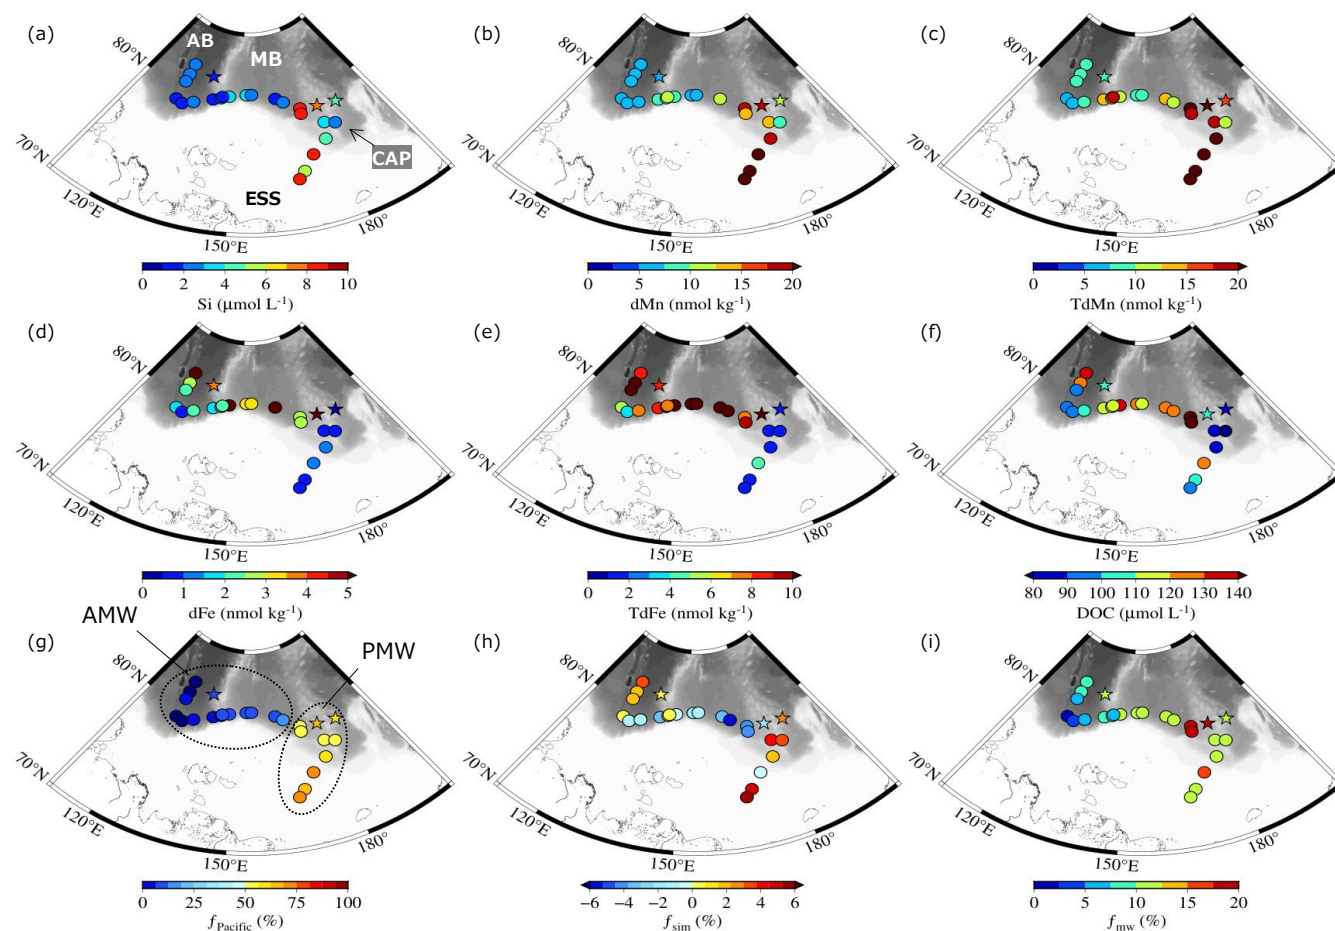 (a)
AB
MB
CAP
ESS
80°N
70°N
120°E
150°E
180°
0 2 4 6 8 10
Si (μmol L⁻¹)
(b)
80°N
70°N
120°E
150°E
180°
0 5 10 15 20
dMn (nmol kg⁻¹)
(c)
80°N
70°N
120°E
150°E
180°
0 5 10 15 20
TdMn (nmol kg⁻¹)
(d)
80°N
70°N
120°E
150°E
180°
0 1 2 3 4 5
dFe (nmol kg⁻¹)
(e)
80°N
70°N
120°E
150°E
180°
0 2 4 6 8 10
TdFe (nmol kg⁻¹)
(f)
80°N
70°N
120°E
150°E
180°
80 90 100 110 120 130 140
DOC (μmol L⁻¹)
(g)
AMW
PMW
80°N
70°N
120°E
150°E
180°
0 25 50 75 100
fPacific (%)
(h)
80°N
70°N
120°E
150°E
180°
−6 −4 −2 0 2 4 6
fsim (%)
(i)
80°N
70°N
120°E
150°E
180°
0 5 10 15 20
fmw (%)